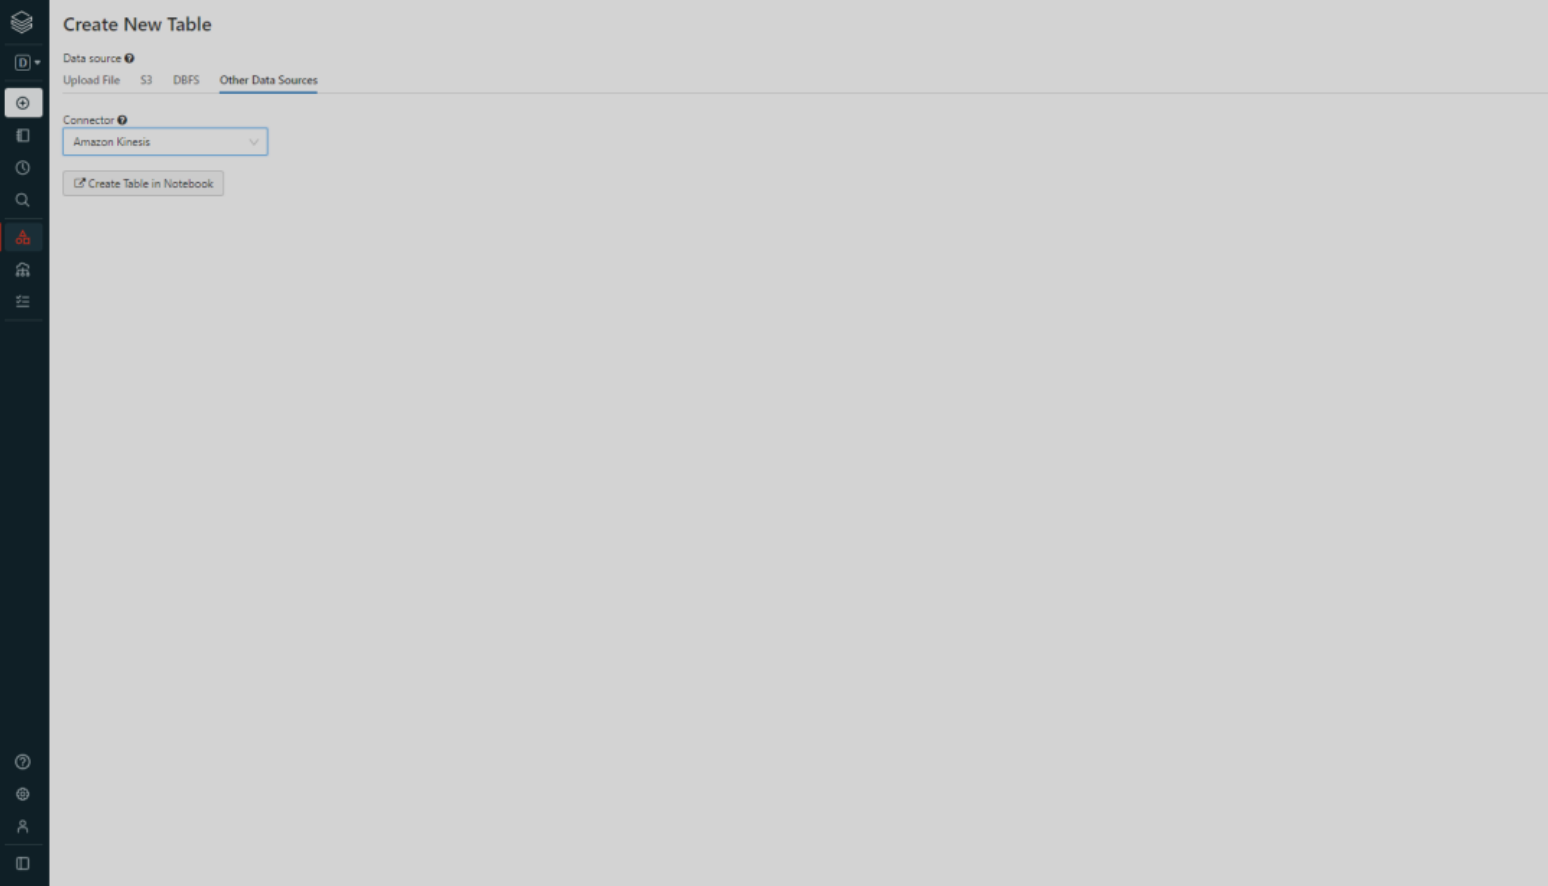 Create New Table
D
Data source
Upload File S3 DBFS Other Data Sources
Connector
Amazon Kinesis
Create Table in Notebook